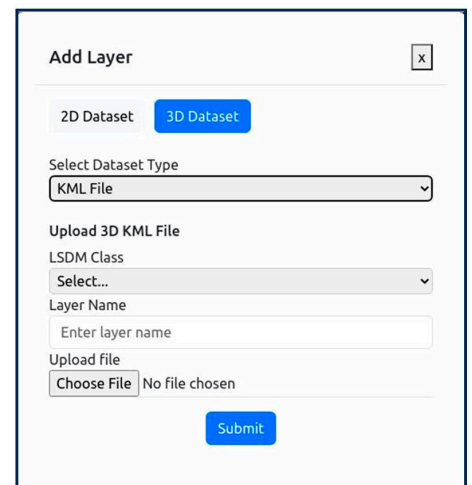 Add Layer
x
2D Dataset 3D Dataset
Select Dataset Type
KML File
Upload 3D KML File
LSDM Class
Select...
Layer Name
Enter layer name
Upload file
Choose File No file chosen
Submit